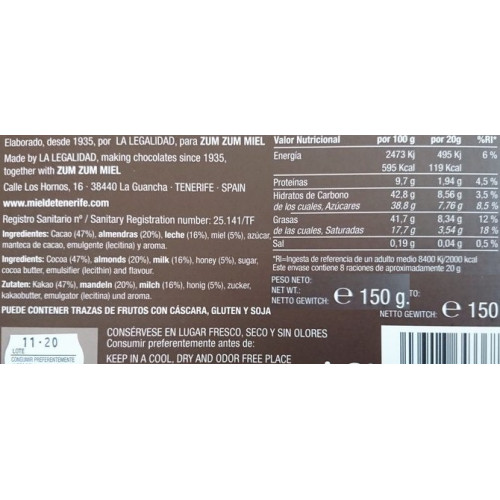 Elaborado, desde 1935, por LA LEGALIDAD, para ZUM ZUM MIEL
Made by LA LEGALIDAD, making chocolates since 1935,
together with ZUM ZUM MIEL
Calle Los Hornos, 16 · 38440 La Guancha · TENERIFE · SPAIN
www.mieldetenerife.com
Registro Sanitario nº / Sanitary Registration number: 25.141/TF
Ingredientes: Cacao (47%), almendras (20%), leche (16%), miel (5%), azúcar,
manteca de cacao, emulgente (lecitina) y aroma.
Ingredients: Cocoa (47%), almonds (20%), milk (16%), honey (5%), sugar,
cocoa butter, emulsifier (lecithin) and flavour.
Zutaten: Kakao (47%), mandeln (20%), milch (16%), honig (5%), zucker,
kakaobutter, emulgator (lecitina) und aroma.
PUEDE CONTENER TRAZAS DE FRUTOS CON CÁSCARA, GLUTEN Y SOJA
Valor Nutricional por 100 g por 20g %RI*
Energía 2473 Kj 495 Kj 6 %
595 Kcal 119 Kcal
Proteínas 9,7 g 1,94 g 4,5 %
Hidratos de Carbono 42,8 g 8,56 g 3,5 %
de los cuales, Azúcares 38,8 g 7,76 g 8,5 %
Grasas 41,7 g 8,34 g 12 %
de los cuales, Saturadas 17,7 g 3,54 g 18 %
Sal 0,19 g 0,04 g 0,5 %
*RI=Ingesta de referencia de un adulto medio 8400 Kj/2000 kcal
Este envase contiene 8 raciones de aproximadamente 20 g
PESO NETO:
NET WT.:
NETTO GEWITCH: e 150 g.
TO:
NETTO GEWITCH: e 150
11-20
LOTE
CONSUMIR PREFERENTEMENTE
CONSÉRVESE EN LUGAR FRESCO, SECO Y SIN OLORES
Consumir preferentemente antes de:
KEEP IN A COOL, DRY AND ODOR FREE PLACE